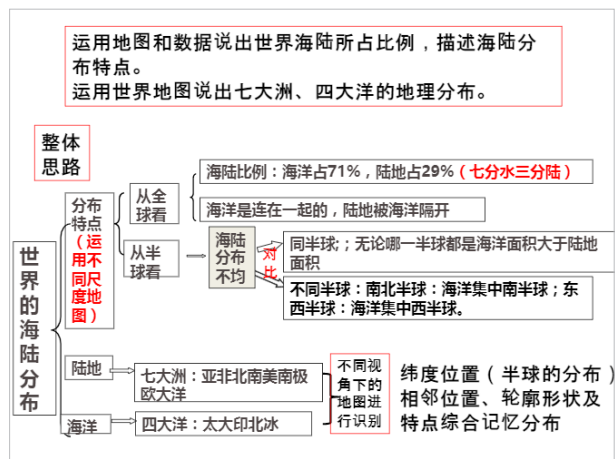 运用地图和数据说出世界海陆所占比例，描述海陆分
布特点。
运用世界地图说出七大洲、四大洋的地理分布。
整体
思路
世界的海陆分布
分布
特点
（运
用不
同尺
度地
图）
从全
球看
海陆比例：海洋占71%，陆地占29%（七分水三分陆）
海洋是连在一起的，陆地被海洋隔开
从半
球看
海陆
分布
不均
对比
同半球;；无论哪一半球都是海洋面积大于陆地
面积
不同半球：南北半球：海洋集中南半球；东
西半球：海洋集中西半球。
陆地
七大洲：亚非北南美南极
欧大洋
海洋
四大洋：太大印北冰
不同视
角下的
地图进
行识别
纬度位置（半球的分布）
相邻位置、轮廓形状及
特点综合记忆分布